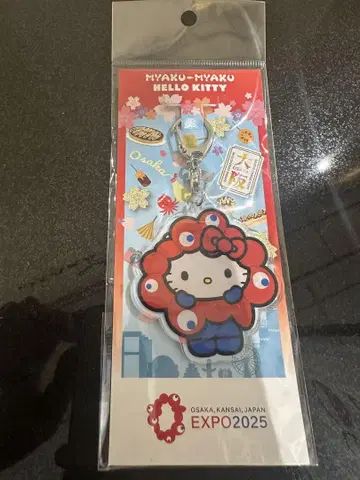 MYAKU-MYAKU
HELLO KITTY
Osaka
大阪
OSAKA, KANSAI, JAPAN
EXPO2025